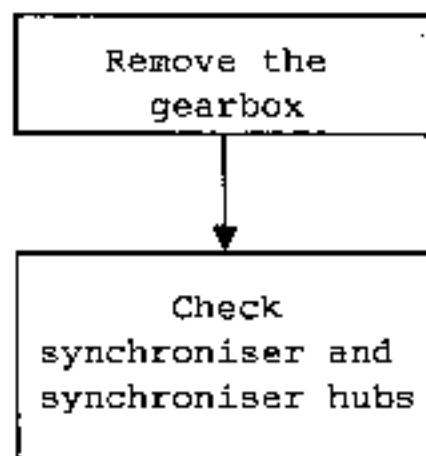 Remove the
gearbox
Check
synchroniser and
synchroniser hubs